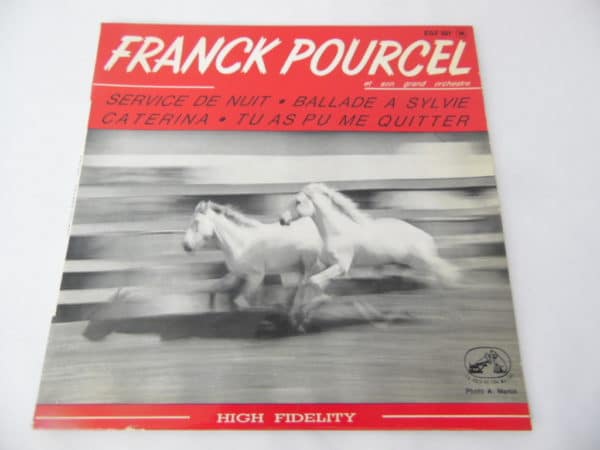 FRANCK POURCEL
et son grand orchestre
SERVICE DE NUIT • BALLADE A SYLVIE
CATERINA • TU AS PU ME QUITTER
Photo A.
HIGH FIDELITY